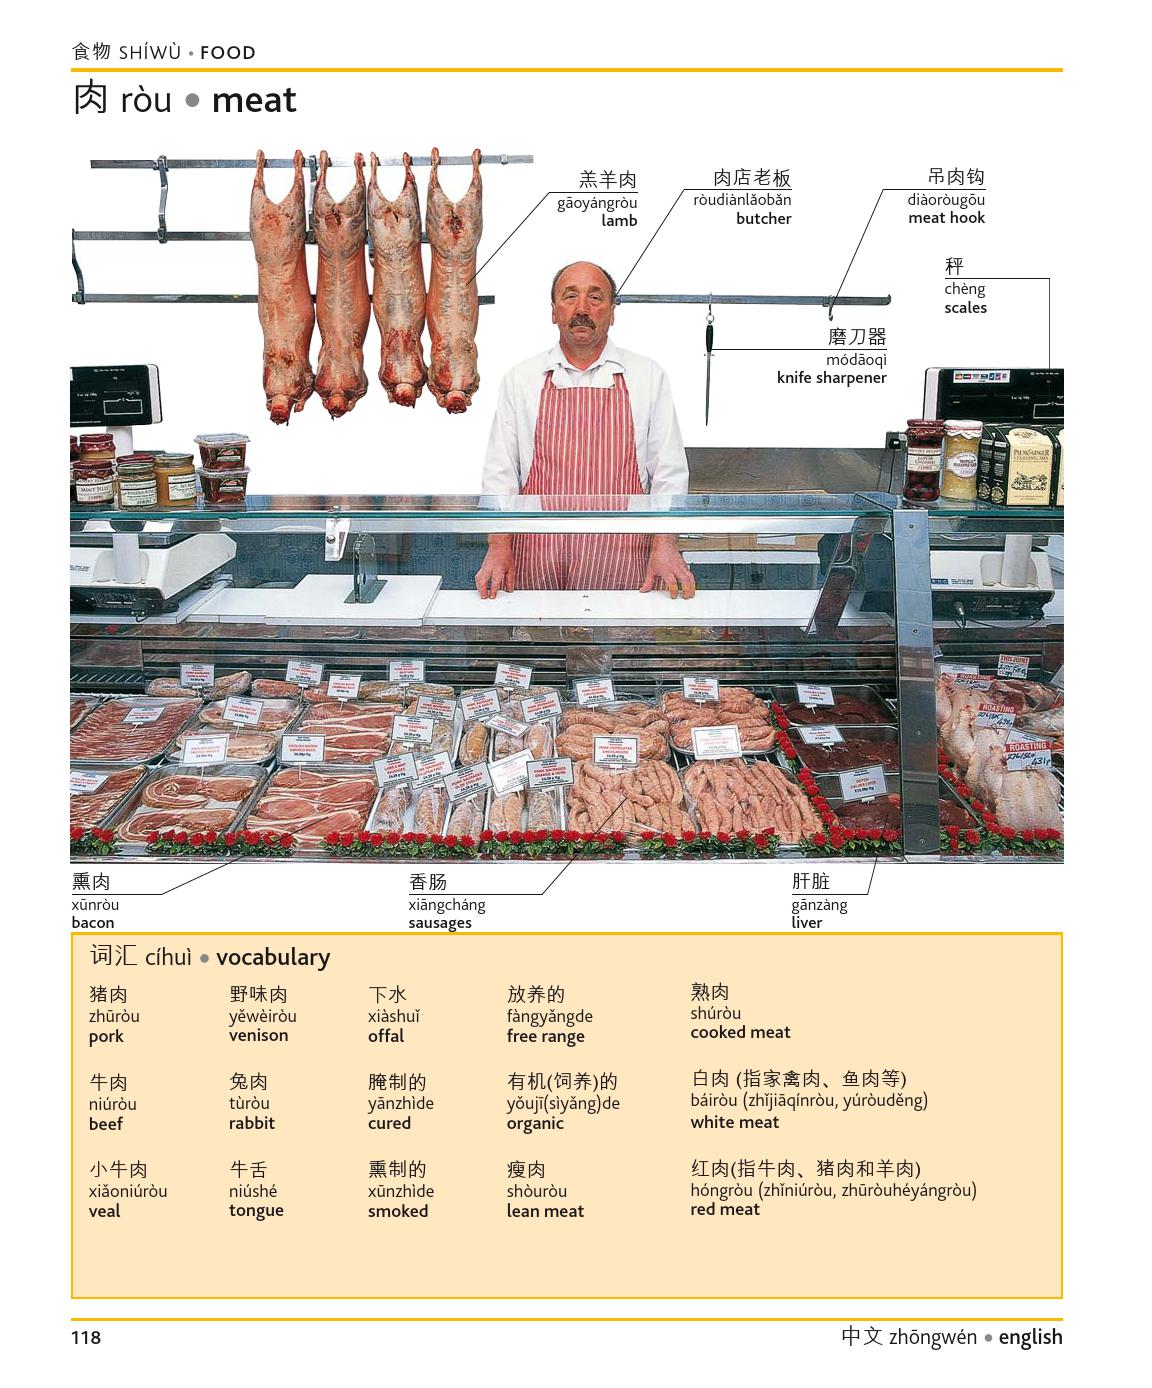 食物 SHÍWÙ • FOOD
肉 ròu • meat
羔羊肉
gāoyángròu
lamb
肉店老板
ròudiànlǎobǎn
butcher
吊肉钩
diàoròugōu
meat hook
秤
chèng
scales
磨刀器
módāoqì
knife sharpener
ROASTING
ROASTING
ROASTING
熏肉
xūnròu
bacon
香肠
xiāngcháng
sausages
肝脏
gānzàng
liver
词汇 cíhuì • vocabulary
猪肉
zhūròu
pork
野味肉
yěwèiròu
venison
下水
xiàshuǐ
offal
放养的
fàngyǎngde
free range
熟肉
shúròu
cooked meat
牛肉
niúròu
beef
兔肉
tùròu
rabbit
腌制的
yānzhìde
cured
有机(饲养)的
yǒujī(sìyǎng)de
organic
白肉 (指家禽肉、鱼肉等)
báiròu (zhǐjiāqínròu, yúròuděng)
white meat
小牛肉
xiǎoniúròu
veal
牛舌
niúshé
tongue
熏制的
xūnzhìde
smoked
瘦肉
shòuròu
lean meat
红肉(指牛肉、猪肉和羊肉)
hóngròu (zhǐniúròu, zhūròuhéyángròu)
red meat
118
中文 zhōngwén • english